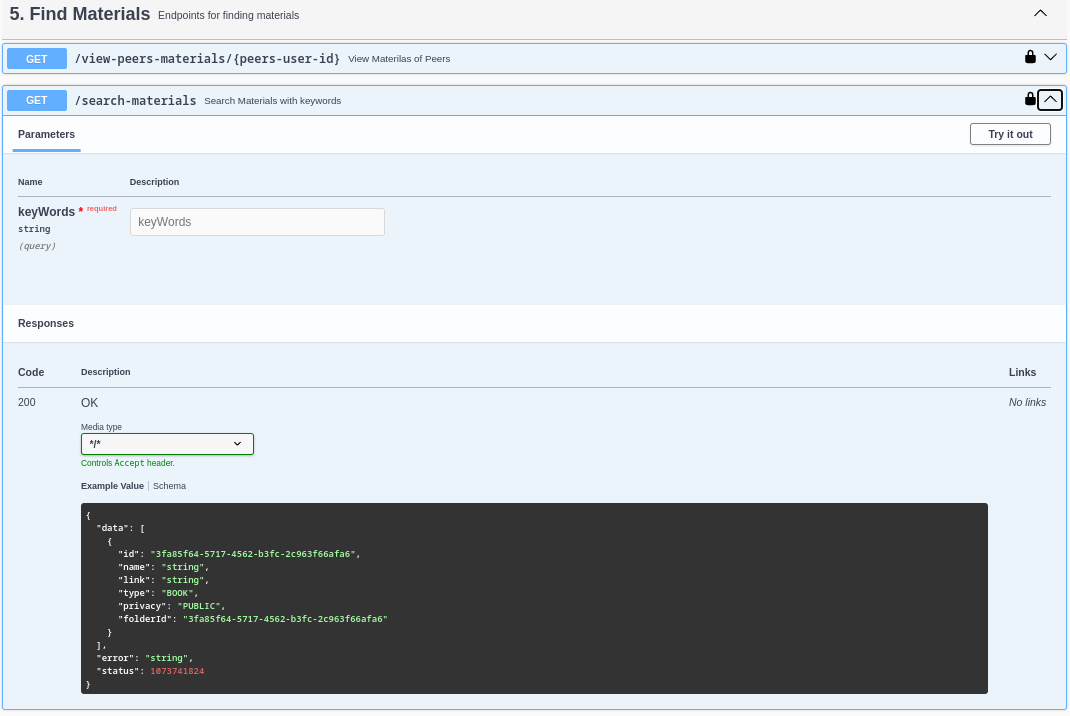 5. Find Materials Endpoints for finding materials
GET /view-peers-materials/{peers-user-id} View Materilas of Peers
GET /search-materials Search Materials with keywords
Parameters Try it out
Name Description
keyWords * required keyWords
string
(query)
Responses
Code Description Links
200 OK No links
Media type
*/*
Controls Accept header.
Example Value Schema
{
  "data": [
    {
      "id": "3fa85f64-5717-4562-b3fc-2c963f66afa6",
      "name": "string",
      "link": "string",
      "type": "BOOK",
      "privacy": "PUBLIC",
      "folderId": "3fa85f64-5717-4562-b3fc-2c963f66afa6"
    }
  ],
  "error": "string",
  "status": 1073741824
}